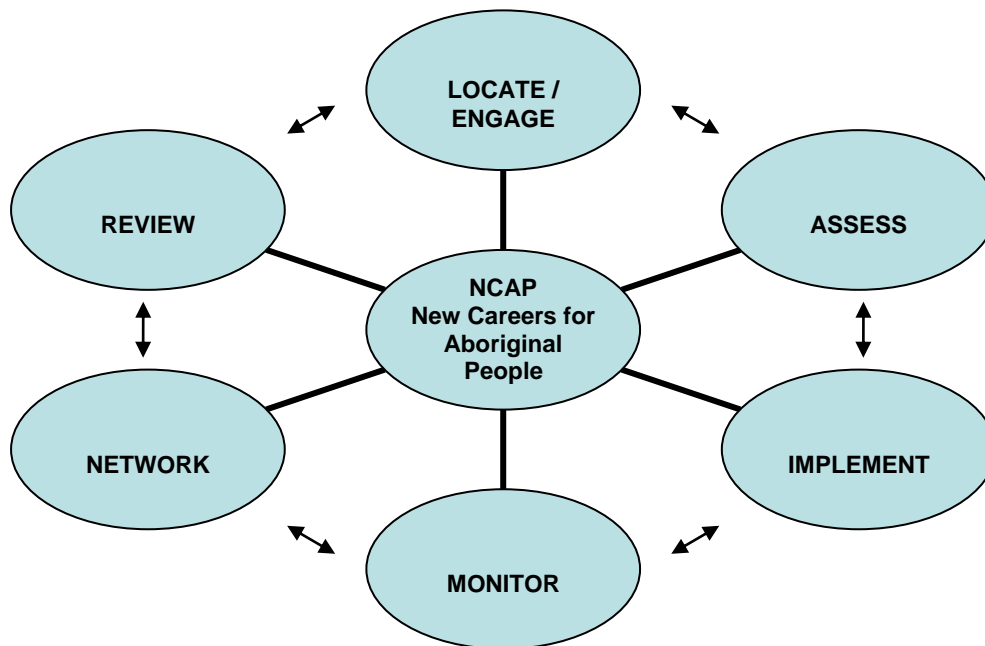 LOCATE /
ENGAGE
REVIEW
ASSESS
NCAP
New Careers for
Aboriginal
People
NETWORK
IMPLEMENT
MONITOR